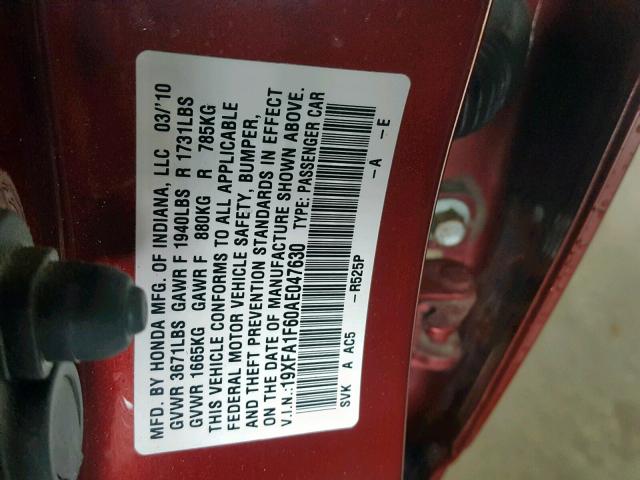 MFD. BY HONDA MFG. OF INDIANA, LLC 03/'10
GVWR 3671LBS GAWR F 1940LBS R 1731LBS
GVWR 1665KG GAWR F 880KG R 785KG
THIS VEHICLE CONFORMS TO ALL APPLICABLE
FEDERAL MOTOR VEHICLE SAFETY, BUMPER,
AND THEFT PREVENTION STANDARDS IN EFFECT
ON THE DATE OF MANUFACTURE SHOWN ABOVE.
V.I.N.:19XFA1F60AE047630 TYPE: PASSENGER CAR
SVK A AC5 -R525P -A -E